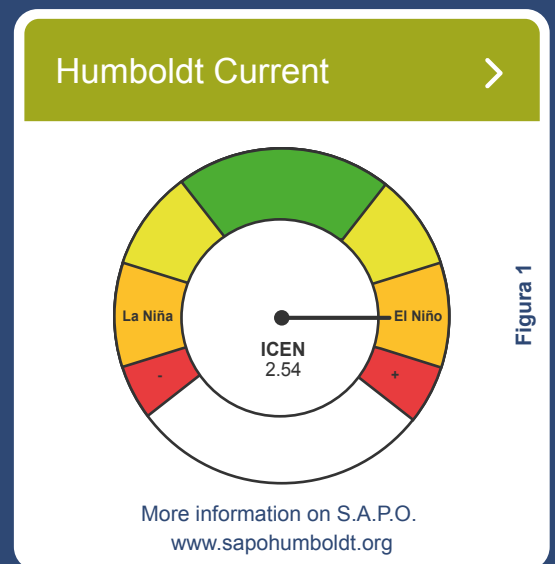 Humboldt Current
La Niña
El Niño
ICEN
2.54
-
+
Figura 1
More information on S.A.P.O.
www.sapohumboldt.org